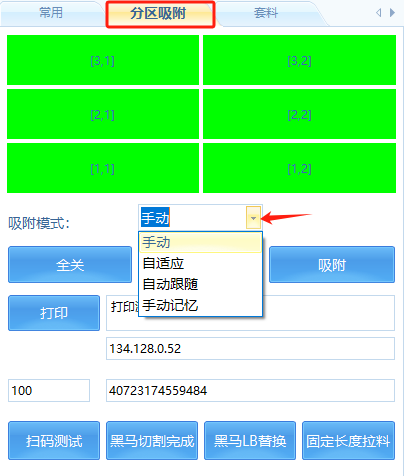 常用 分区吸附 套料
[3,1] [3,2]
[2,1] [2,2]
[1,1] [1,2]
吸附模式: 手动
手动
全关 吸附
自适应
自动跟随
手动记忆
打印 打印
134.128.0.52
100 40723174559484
扫码测试 黑马切割完成 黑马LB替换 固定长度拉料